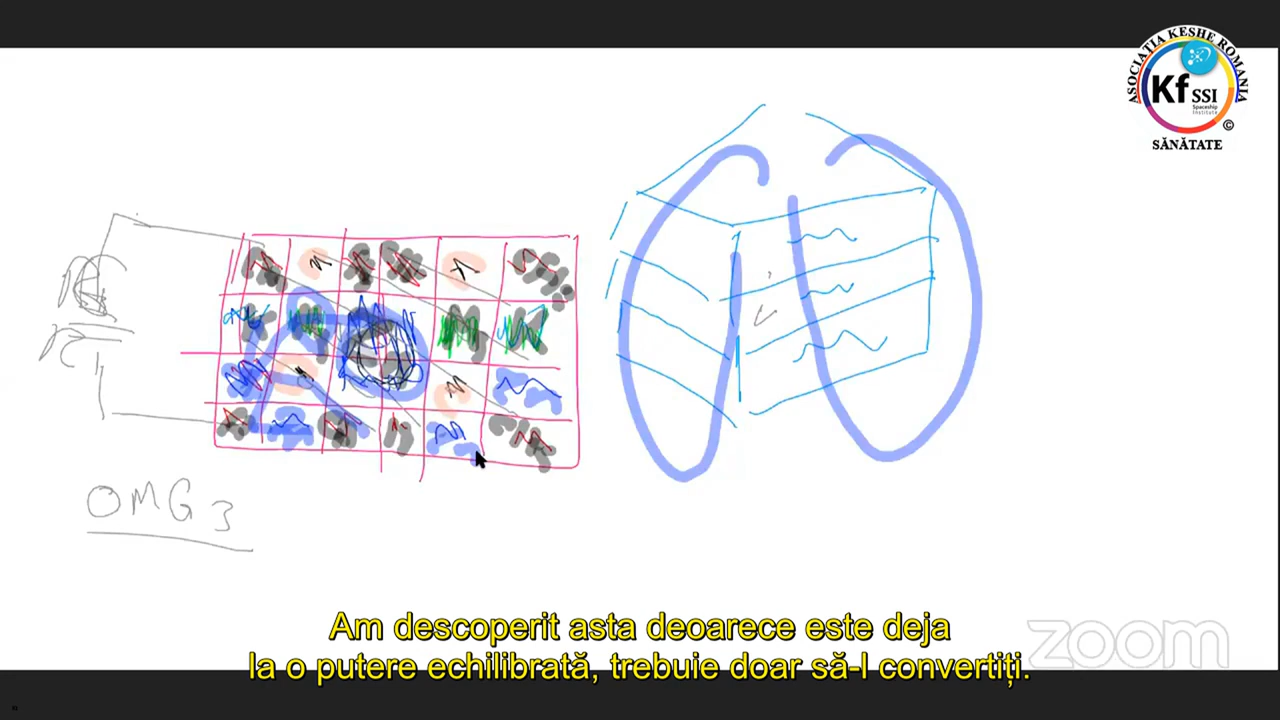 ASOCIAȚIA KESHE ROMANIA
Kf SSI
Spaceship
Institute
©
SĂNĂTATE
OMG 3
Am descoperit asta deoarece este deja
la o putere echilibrată, trebuie doar să-l convertiți.
zoom